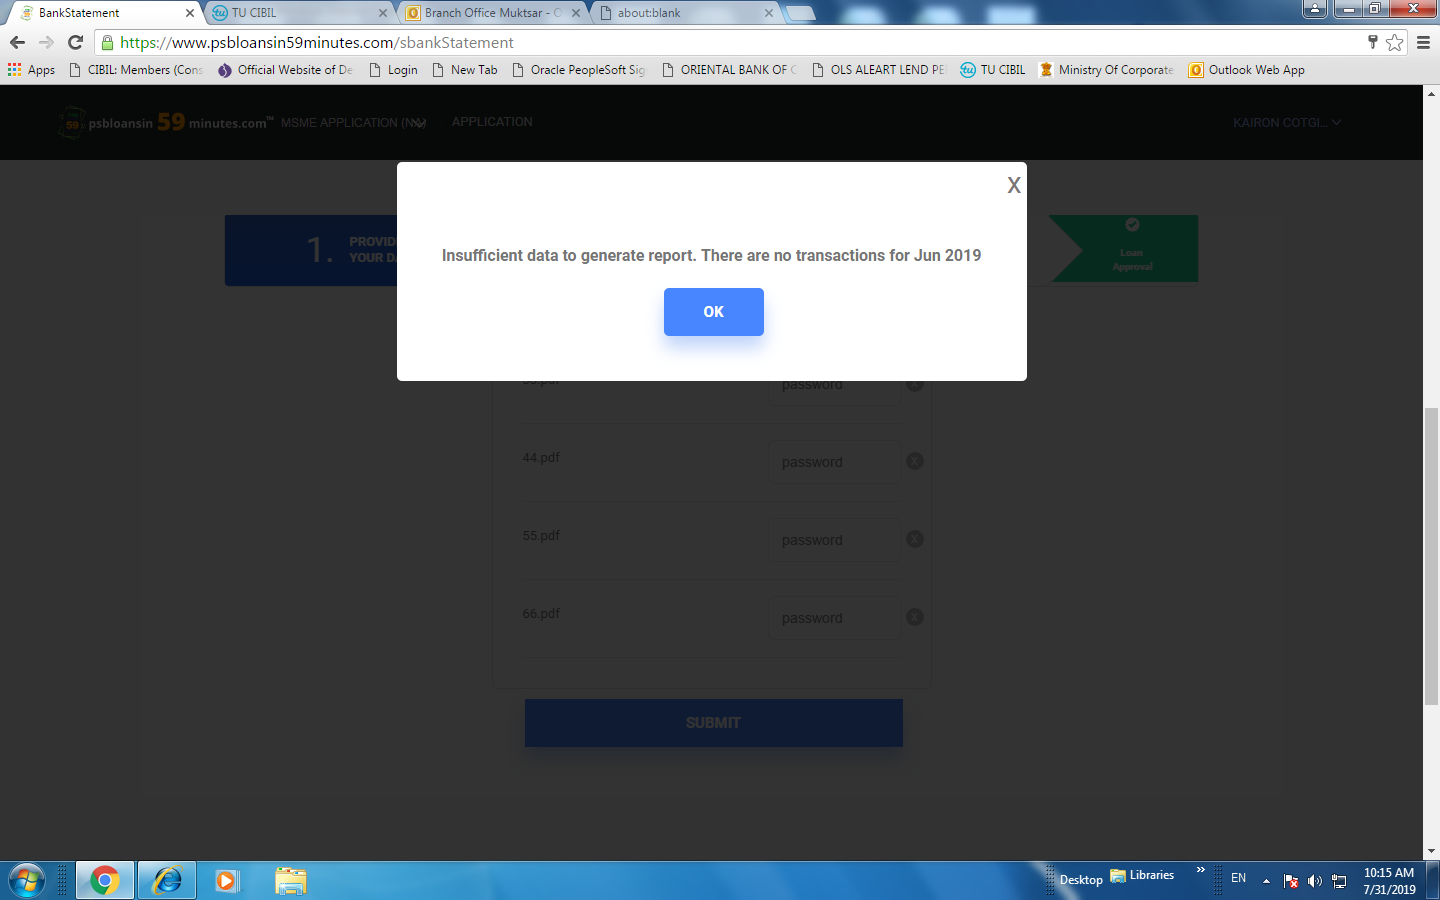 BankStatement
TU CIBIL
Branch Office Muktsar - O
about:blank
https://www.psbloansin59minutes.com/sbankStatement
Apps
CIBIL: Members (Cons
Official Website of De
Login
New Tab
Oracle PeopleSoft Sig
ORIENTAL BANK OF C
OLS ALEART LEND PE
TU CIBIL
Ministry Of Corporate
Outlook Web App
psbloansin 59 minutes.com™
MSME APPLICATION
APPLICATION
KAIRON COTGI...
X
1.
PROVID
YOUR DA
Loan
Approval
Insufficient data to generate report. There are no transactions for Jun 2019
OK
password
X
44.pdf
password
X
55.pdf
password
X
66.pdf
password
X
SUBMIT
Desktop
Libraries
»
EN
10:15 AM
7/31/2019